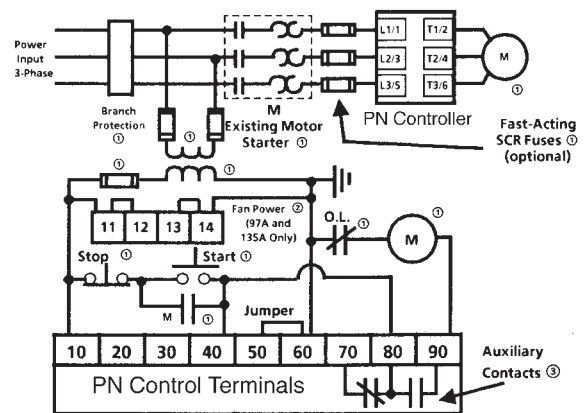 Power
Input
3-Phase
L1/1
T1/2
L2/3
T2/4
L3/5
T3/6
M
①
PN Controller
Branch
Protection
①
①
M
Existing Motor
Starter ①
Fast-Acting
SCR Fuses ①
(optional)
①
①
Fan Power ②
(97A and
135A Only)
11 12 13 14
O.L. ①
M
①
Stop ①
Start ①
M ①
Jumper
10 20 30 40 50 60 70 80 90
PN Control Terminals
Auxiliary
Contacts ③